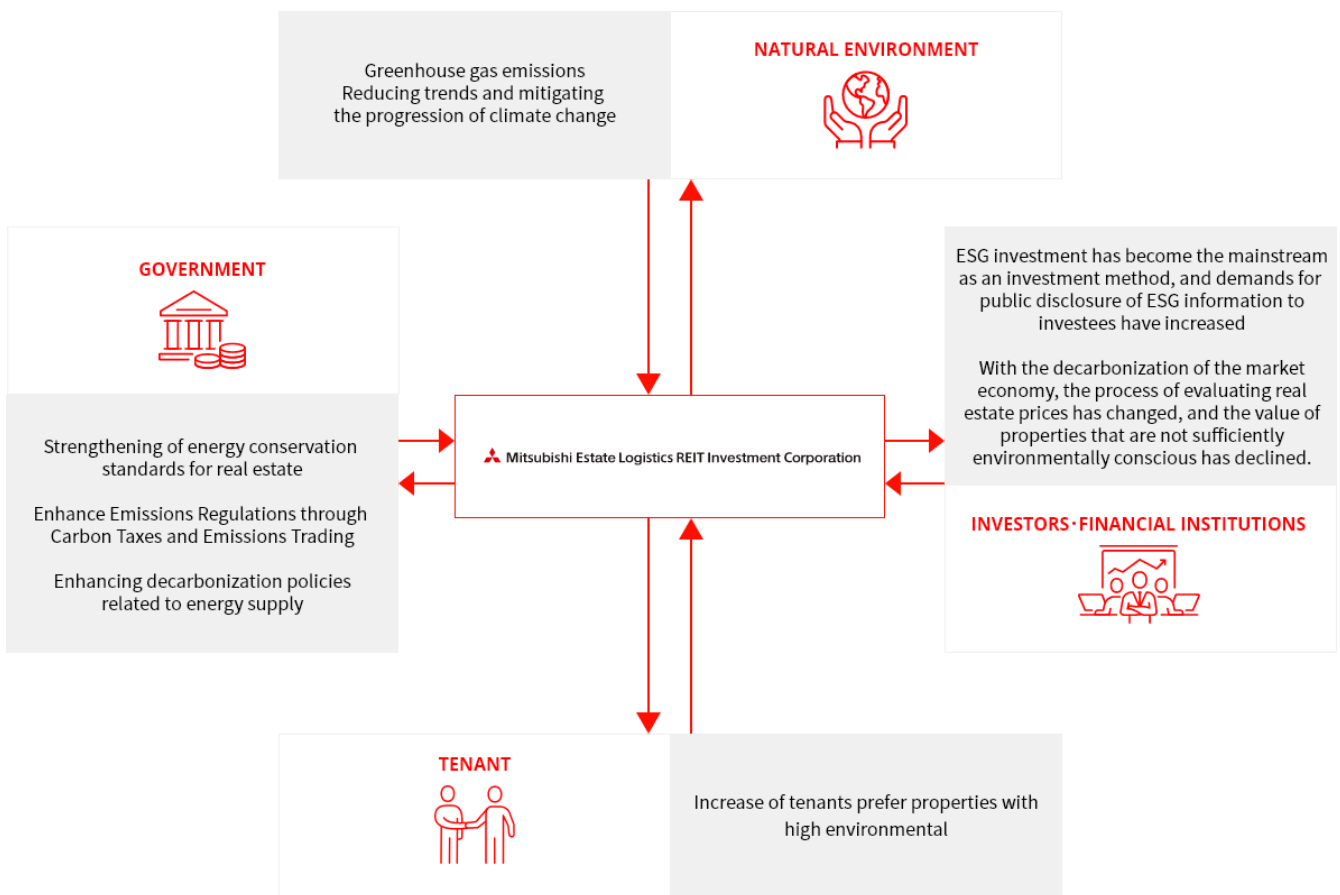 Greenhouse gas emissions
Reducing trends and mitigating
the progression of climate change
NATURAL ENVIRONMENT
GOVERNMENT
Strengthening of energy conservation
standards for real estate
Enhance Emissions Regulations through
Carbon Taxes and Emissions Trading
Enhancing decarbonization policies
related to energy supply
Mitsubishi Estate Logistics REIT Investment Corporation
ESG investment has become the mainstream
as an investment method, and demands for
public disclosure of ESG information to
investees have increased
With the decarbonization of the market
economy, the process of evaluating real
estate prices has changed, and the value of
properties that are not sufficiently
environmentally conscious has declined.
INVESTORS・FINANCIAL INSTITUTIONS
TENANT
Increase of tenants prefer properties with
high environmental